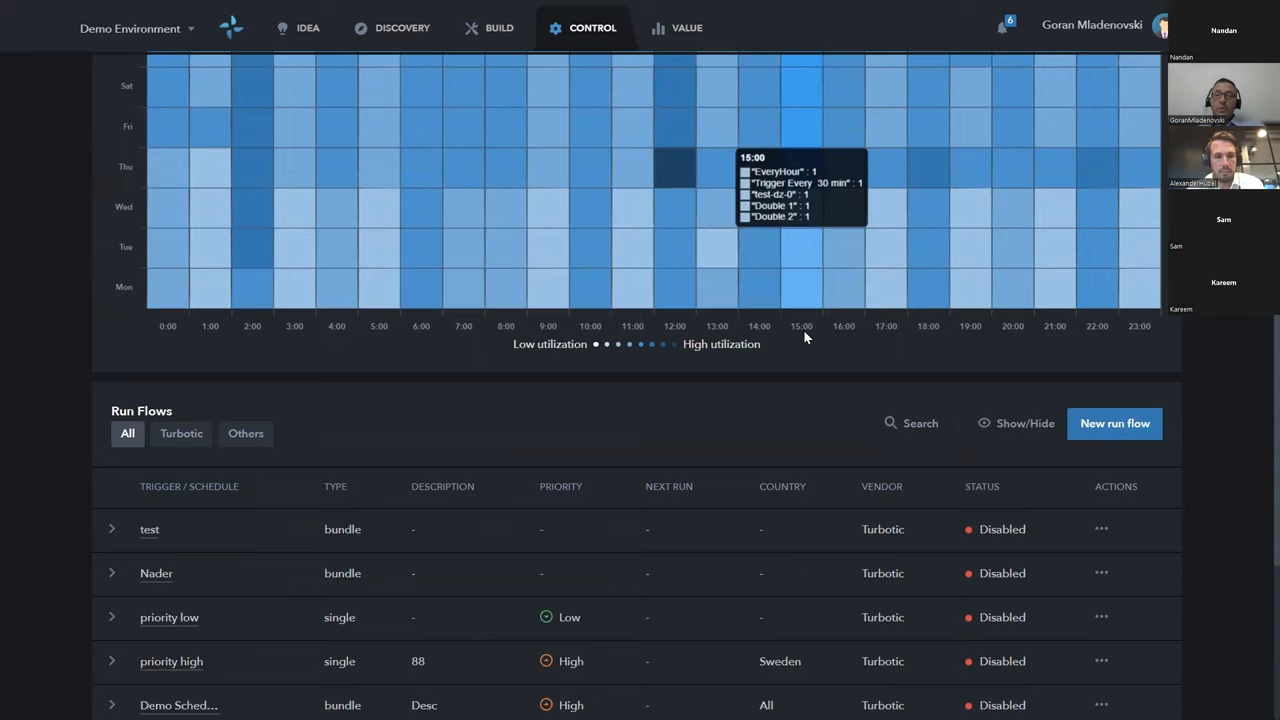 Demo Environment
IDEA
DISCOVERY
BUILD
CONTROL
VALUE
6
Goran Mladenovski
Nandan
Nandan
GoranMladenovski
AlexanderHübel
Sam
Sam
Kareem
Kareem
Sat
Fri
Thu
Wed
Tue
Mon
15:00
"EveryHour" : 1
"Trigger Every 30 min" : 1
"test-dz-0" : 1
"Double 1" : 1
"Double 2" : 1
0:00 1:00 2:00 3:00 4:00 5:00 6:00 7:00 8:00 9:00 10:00 11:00 12:00 13:00 14:00 15:00 16:00 17:00 18:00 19:00 20:00 21:00 22:00 23:00
Low utilization High utilization
Run Flows
All Turbotic Others
Search
Show/Hide
New run flow
TRIGGER / SCHEDULE TYPE DESCRIPTION PRIORITY NEXT RUN COUNTRY VENDOR STATUS ACTIONS
test bundle - - - - Turbotic Disabled ...
Nader bundle - - - - Turbotic Disabled ...
priority low single - Low - - Turbotic Disabled ...
priority high single 88 High - Sweden Turbotic Disabled ...
Demo Sched... bundle Desc High - All Turbotic Disabled ...